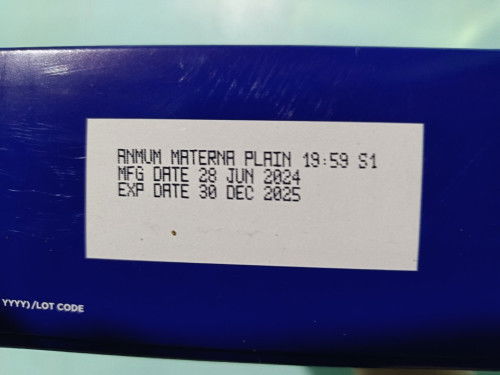 ANMUM MATERNA PLAIN 19:59 S1
MFG DATE 28 JUN 2024
EXP DATE 30 DEC 2025
YYYY)/LOT CODE